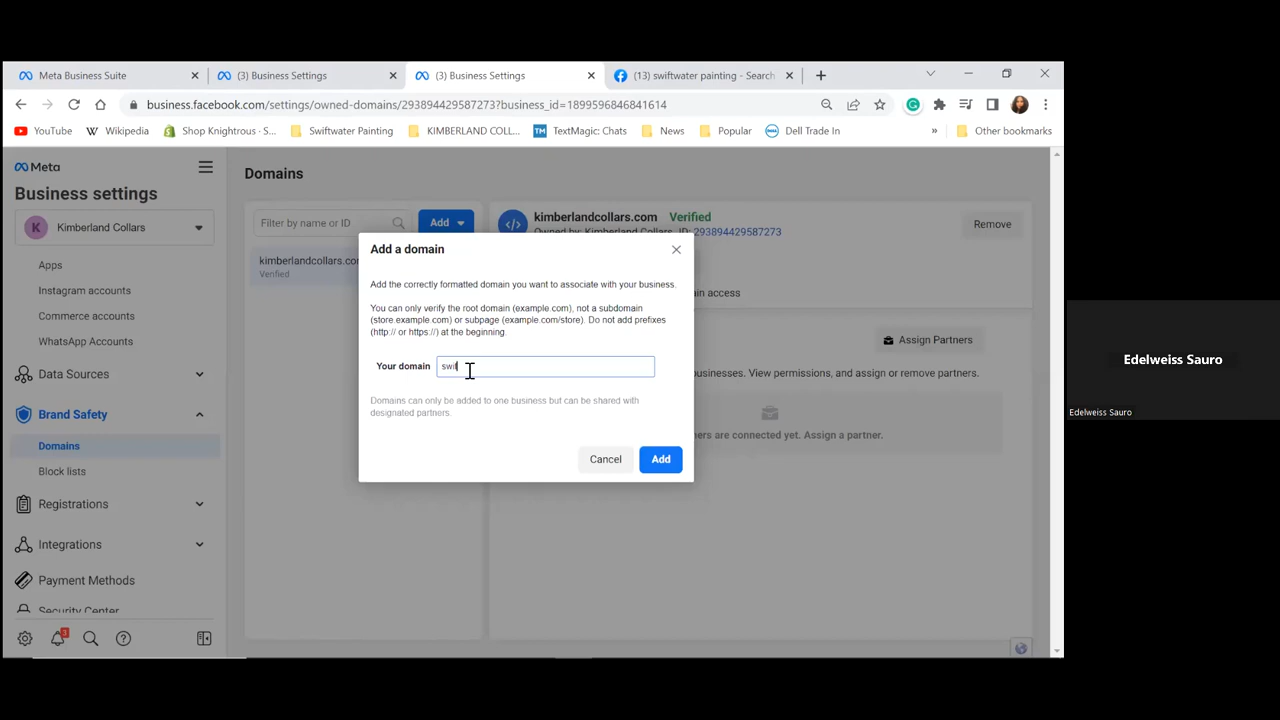 Meta Business Suite
(3) Business Settings
(3) Business Settings
(13) swiftwater painting - Search
business.facebook.com/settings/owned-domains/293894429587273?business_id=1899596846841614
YouTube
Wikipedia
Shop Knightrous - S...
Swiftwater Painting
KIMBERLAND COLL...
TextMagic: Chats
News
Popular
Dell Trade In
»
Other bookmarks
Meta
Business settings
K
Kimberland Collars
Apps
Instagram accounts
Commerce accounts
WhatsApp Accounts
Data Sources
Brand Safety
Domains
Block lists
Registrations
Integrations
Payment Methods
Security Center
Domains
Filter by name or ID
Add
kimberlandcollars.co
Verified
kimberlandcollars.com Verified
Owned by: Kimberland Collars ID: 293894429587273
Remove
in access
Assign Partners
siness. View permissions, and assign or remove partners.
ers are connected yet. Assign a partner.
Add a domain
Add the correctly formatted domain you want to associate with your business.
You can only verify the root domain (example.com), not a subdomain
(store.example.com) or subpage (example.com/store). Do not add prefixes
(http:// or https://) at the beginning.
Your domain
swif
Domains can only be added to one business but can be shared with
designated partners.
Cancel
Add
Edelweiss Sauro
Edelweiss Sauro